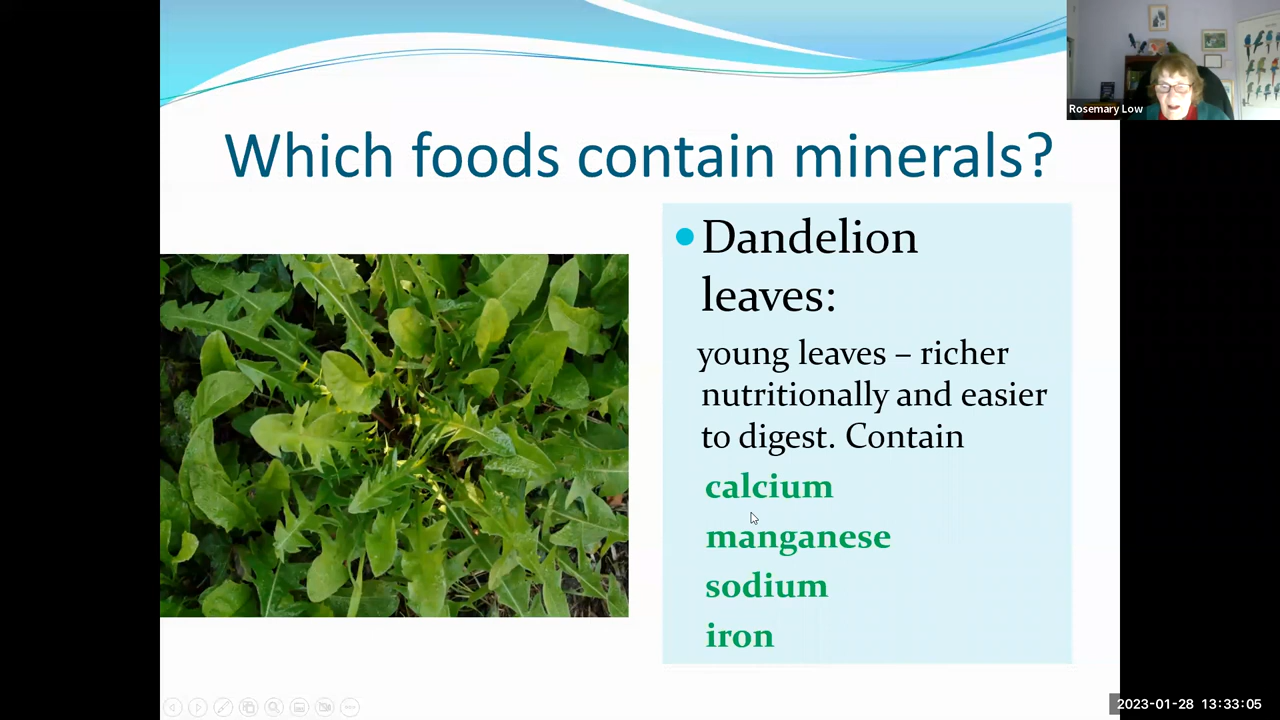 Rosemary Low
Which foods contain minerals?
Dandelion
leaves:
young leaves – richer
nutritionally and easier
to digest. Contain
calcium
manganese
sodium
iron
2023-01-28 13:33:05